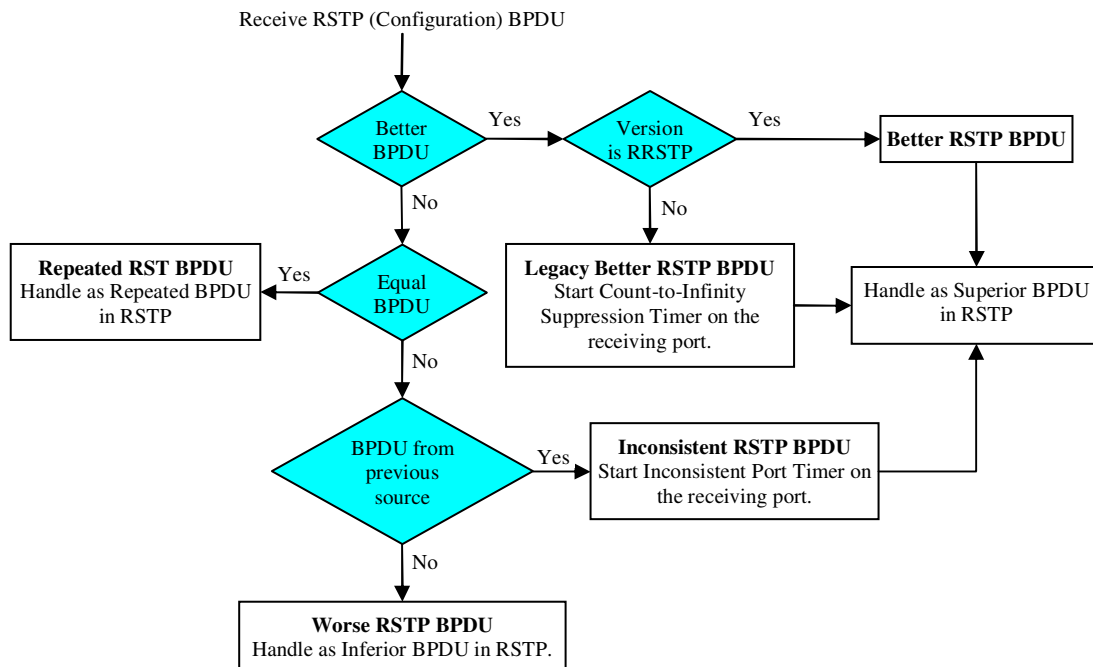 Receive RSTP (Configuration) BPDU
Better
BPDU
Yes
Version
is RRSTP
Yes
Better RSTP BPDU
No
No
Repeated RST BPDU
Handle as Repeated BPDU
in RSTP
Yes
Equal
BPDU
Legacy Better RSTP BPDU
Start Count-to-Infinity
Suppression Timer on the
receiving port.
Handle as Superior BPDU
in RSTP
No
BPDU from
previous
source
Yes
Inconsistent RSTP BPDU
Start Inconsistent Port Timer on
the receiving port.
No
Worse RSTP BPDU
Handle as Inferior BPDU in RSTP.